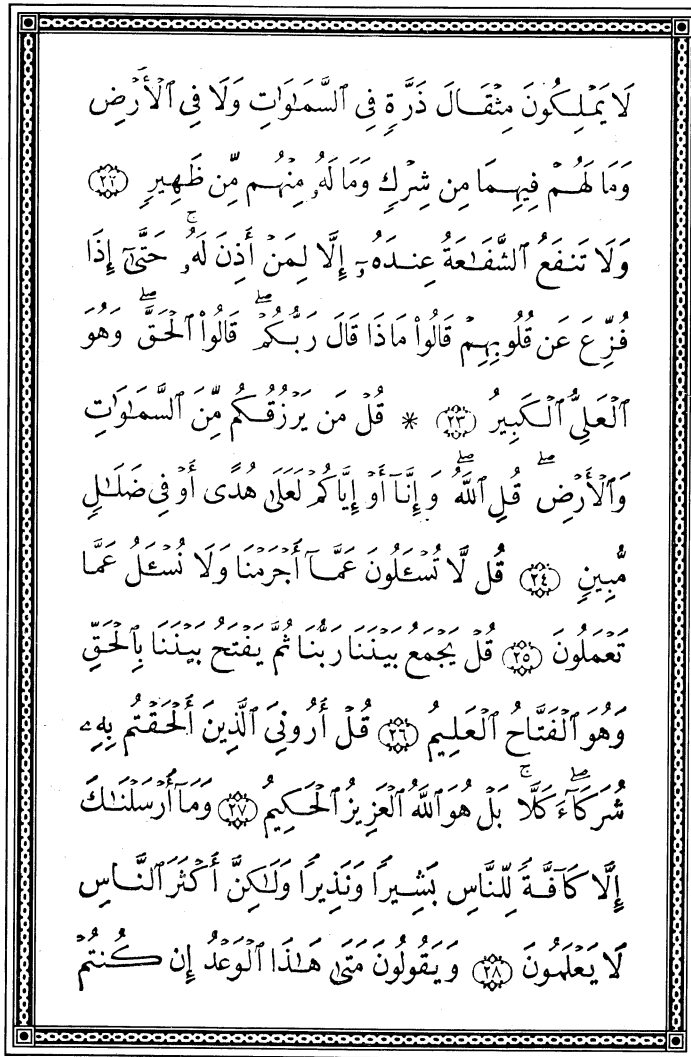 لَا يَمْلِكُونَ مِثْقَالَ ذَرَّةٍ فِى ٱلسَّمَٰوَٰتِ وَلَا فِى ٱلْأَرْضِ
وَمَا لَهُمْ فِيهِمَا مِن شِرْكٍ وَمَا لَهُۥ مِنْهُم مِّن ظَهِيرٍ ﴿٢٢﴾
وَلَا تَنفَعُ ٱلشَّفَٰعَةُ عِندَهُۥٓ إِلَّا لِمَنْ أَذِنَ لَهُۥ ۚ حَتَّىٰٓ إِذَا
فُزِّعَ عَن قُلُوبِهِمْ قَالُوا۟ مَاذَا قَالَ رَبُّكُمْ ۖ قَالُوا۟ ٱلْحَقَّ ۖ وَهُوَ
ٱلْعَلِىُّ ٱلْكَبِيرُ ﴿٢٣﴾ * قُلْ مَن يَرْزُقُكُم مِّنَ ٱلسَّمَٰوَٰتِ
وَٱلْأَرْضِ ۖ قُلِ ٱللَّهُ ۖ وَإِنَّآ أَوْ إِيَّاكُمْ لَعَلَىٰ هُدًى أَوْ فِى ضَلَٰلٍ
مُّبِينٍ ﴿٢٤﴾ قُل لَّا تُسْـَٔلُونَ عَمَّآ أَجْرَمْنَا وَلَا نُسْـَٔلُ عَمَّا
تَعْمَلُونَ ﴿٢٥﴾ قُلْ يَجْمَعُ بَيْنَنَا رَبُّنَا ثُمَّ يَفْتَحُ بَيْنَنَا بِٱلْحَقِّ
وَهُوَ ٱلْفَتَّاحُ ٱلْعَلِيمُ ﴿٢٦﴾ قُلْ أَرُونِىَ ٱلَّذِينَ أَلْحَقْتُم بِهِۦ
شُرَكَآءَ ۖ كَلَّا ۚ بَلْ هُوَ ٱللَّهُ ٱلْعَزِيزُ ٱلْحَكِيمُ ﴿٢٧﴾ وَمَآ أَرْسَلْنَٰكَ
إِلَّا كَآفَّةً لِّلنَّاسِ بَشِيرًا وَنَذِيرًا وَلَٰكِنَّ أَكْثَرَ ٱلنَّاسِ
لَا يَعْلَمُونَ ﴿٢٨﴾ وَيَقُولُونَ مَتَىٰ هَٰذَا ٱلْوَعْدُ إِن كُنتُمْ